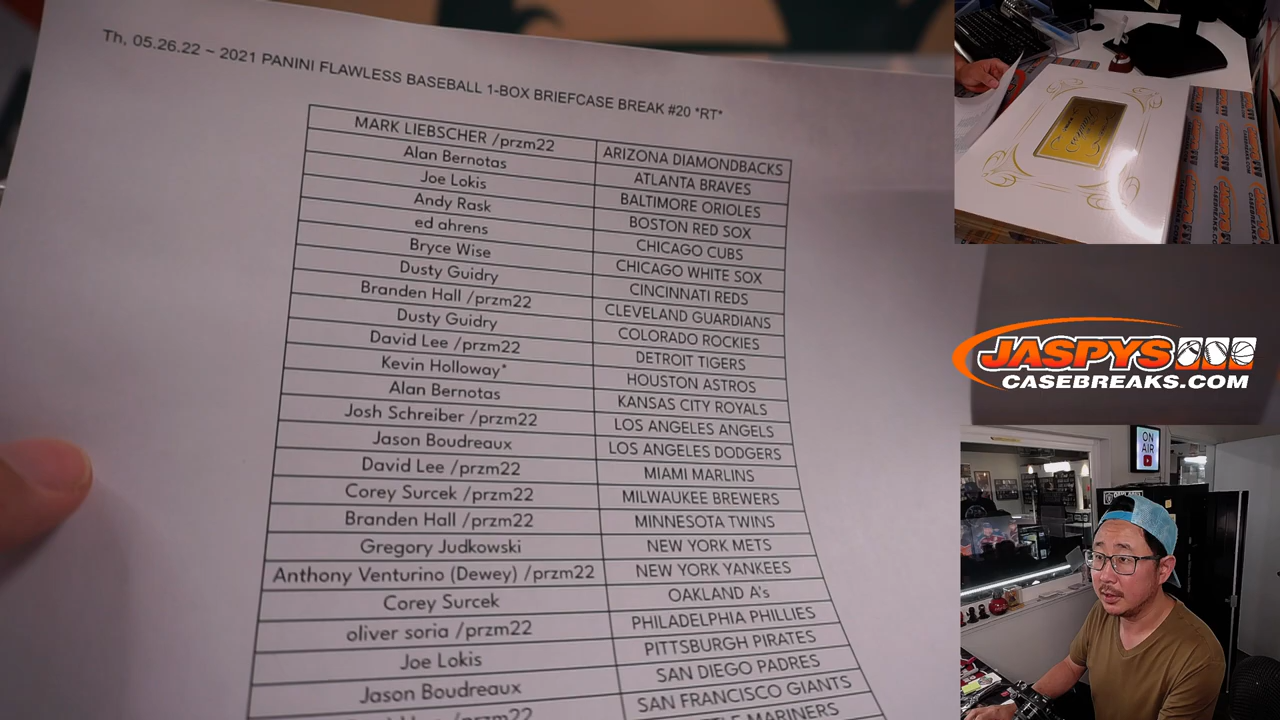 Th, 05.26.22 ~ 2021 PANINI FLAWLESS BASEBALL 1-BOX BRIEFCASE BREAK #20 *RT*
MARK LIEBSCHER /przm22 ARIZONA DIAMONDBACKS
Alan Bernotas ATLANTA BRAVES
Joe Lokis BALTIMORE ORIOLES
Andy Rask BOSTON RED SOX
ed ahrens CHICAGO CUBS
Bryce Wise CHICAGO WHITE SOX
Dusty Guidry CINCINNATI REDS
Branden Hall /przm22 CLEVELAND GUARDIANS
Dusty Guidry COLORADO ROCKIES
David Lee /przm22 DETROIT TIGERS
Kevin Holloway* HOUSTON ASTROS
Alan Bernotas KANSAS CITY ROYALS
Josh Schreiber /przm22 LOS ANGELES ANGELS
Jason Boudreaux LOS ANGELES DODGERS
David Lee /przm22 MIAMI MARLINS
Corey Surcek /przm22 MILWAUKEE BREWERS
Branden Hall /przm22 MINNESOTA TWINS
Gregory Judkowski NEW YORK METS
Anthony Venturino (Dewey) /przm22 NEW YORK YANKEES
Corey Surcek OAKLAND A's
oliver soria /przm22 PHILADELPHIA PHILLIES
Joe Lokis PITTSBURGH PIRATES
Jason Boudreaux SAN DIEGO PADRES
SAN FRANCISCO GIANTS
MARINERS
JASPYS
CASEBREAKS.COM
ON
AIR